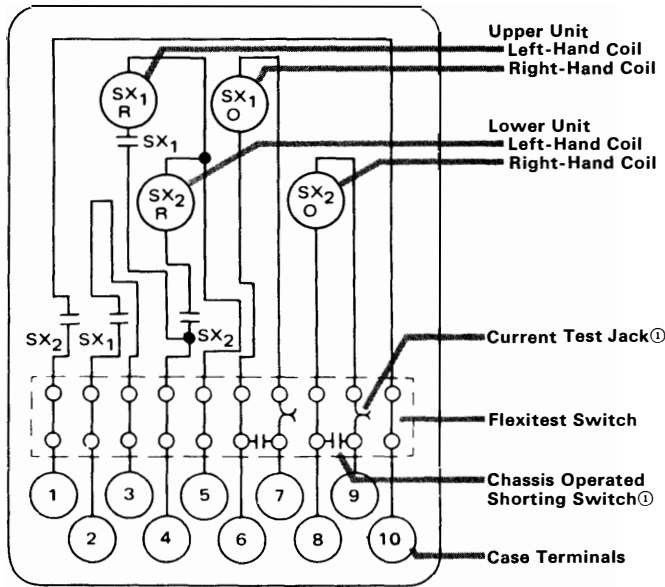 Upper Unit
Left-Hand Coil
Right-Hand Coil
SX1
R
SX1
O
SX1
Lower Unit
Left-Hand Coil
Right-Hand Coil
SX2
R
SX2
O
SX2
SX1
SX2
Current Test Jack①
Flexitest Switch
Chassis Operated
Shorting Switch①
1
3
5
7
9
2
4
6
8
10
Case Terminals